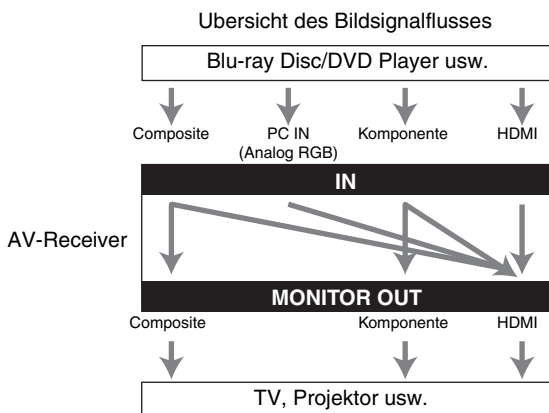 Ubersicht des Bildsignalflusses
Blu-ray Disc/DVD Player usw.
Composite
PC IN
(Analog RGB)
Komponente
HDMI
IN
AV-Receiver
MONITOR OUT
Composite
Komponente
HDMI
TV, Projektor usw.